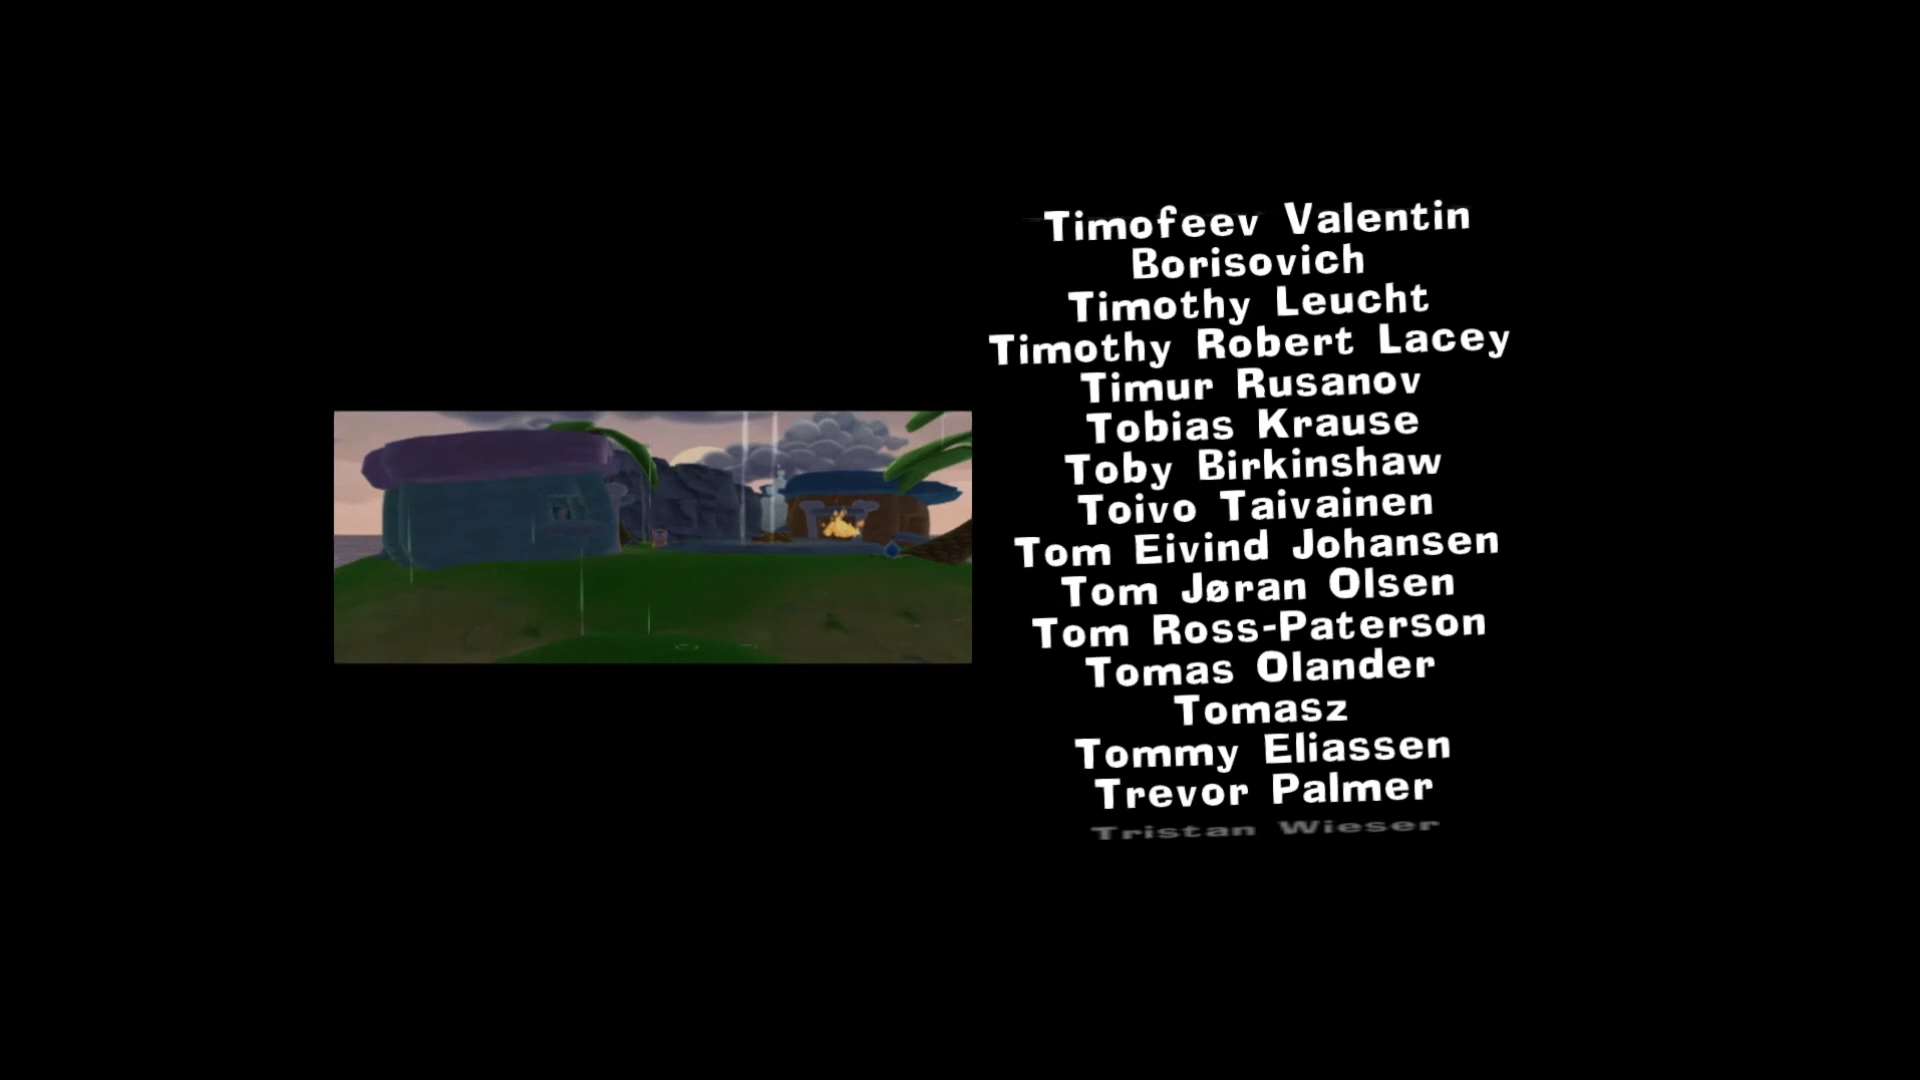 Timofeev Valentin
Borisovich
Timothy Leucht
Timothy Robert Lacey
Timur Rusanov
Tobias Krause
Toby Birkinshaw
Toivo Taivainen
Tom Eivind Johansen
Tom Jøran Olsen
Tom Ross-Paterson
Tomas Olander
Tomasz
Tommy Eliassen
Trevor Palmer
Tristan Wieser